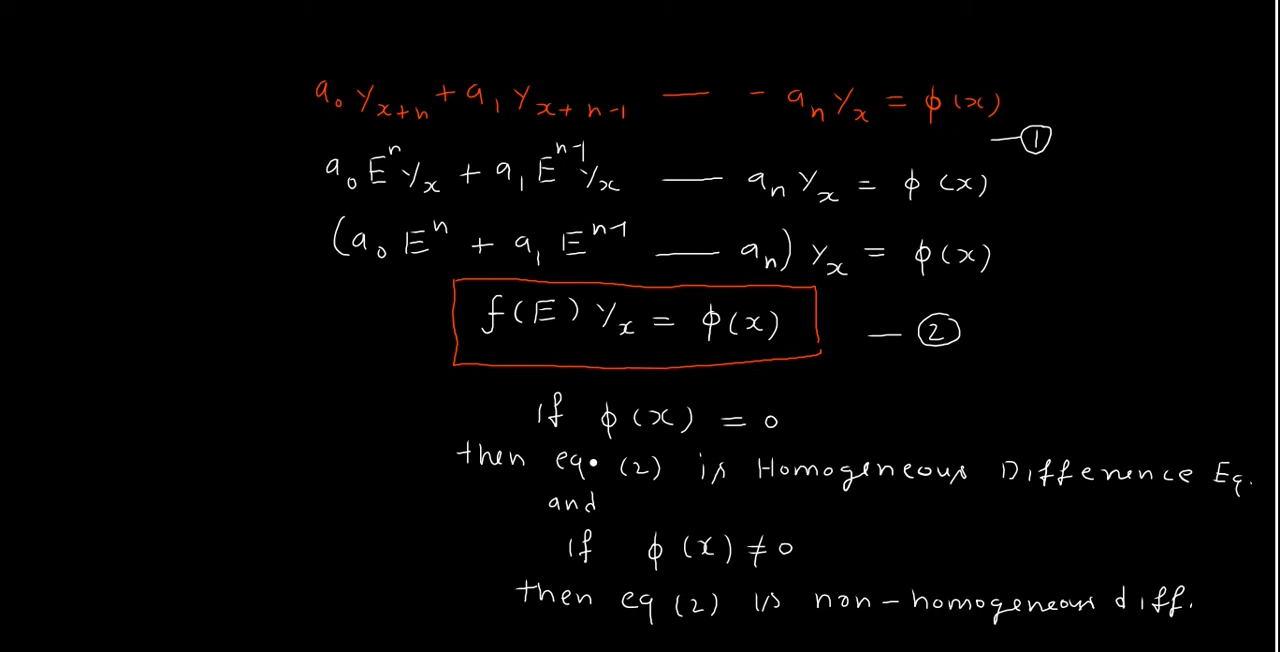 a₀ y_{x+n} + a₁ y_{x+n-1} — - aₙ yₓ = ϕ(x)
— ①
a₀ Eⁿ yₓ + a₁ Eⁿ⁻¹ yₓ — aₙ yₓ = ϕ(x)
(a₀ Eⁿ + a₁ Eⁿ⁻¹ — aₙ) yₓ = ϕ(x)
f(E) yₓ = ϕ(x) — ②
if ϕ(x) = 0
then eq. (2) is Homogeneous Difference Eq.
and
if ϕ(x) ≠ 0
then eq (2) is non-homogeneous diff.